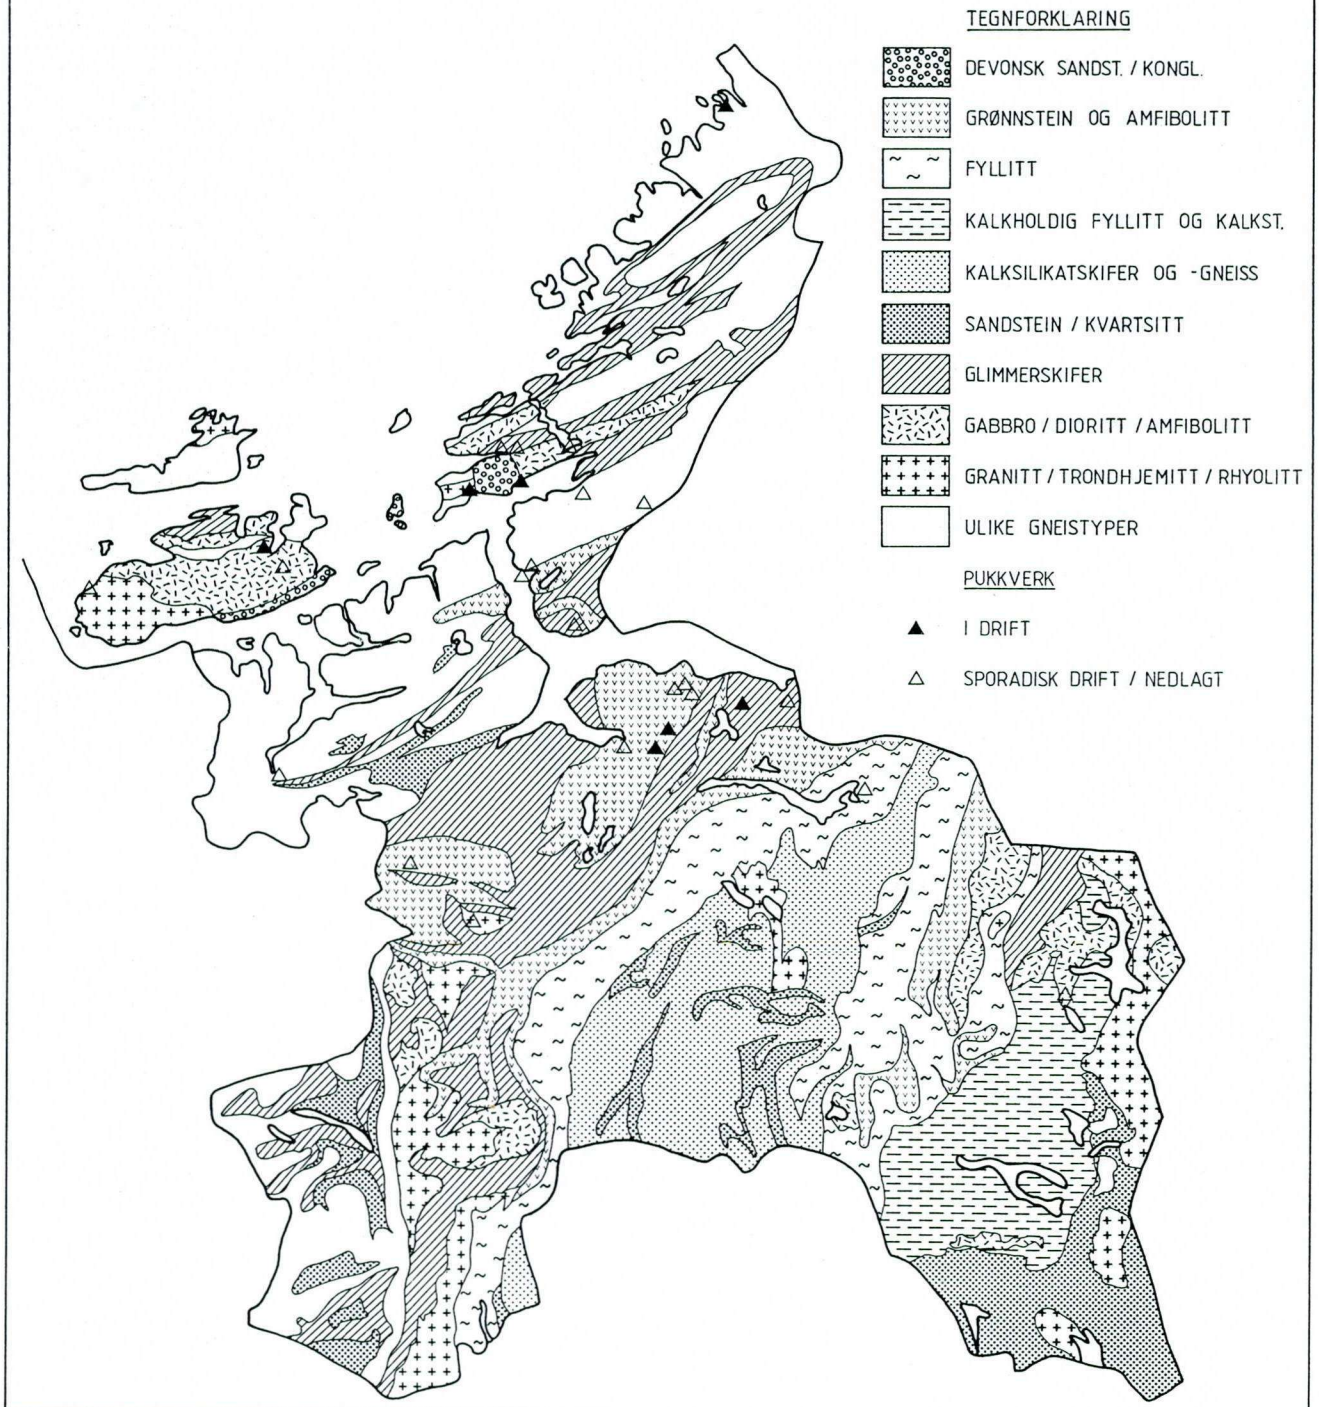 TEGNFORKLARING
DEVONSK SANDST. / KONGL.
GRØNNSTEIN OG AMFIBOLITT
FYLLITT
KALKHOLDIG FYLLITT OG KALKST.
KALKSILIKATSKIFER OG -GNEISS
SANDSTEIN / KVARTSITT
GLIMMERSKIFER
GABBRO / DIORITT / AMFIBOLITT
GRANITT / TRONDHJEMITT / RHYOLITT
ULIKE GNEISTYPER
PUKKVERK
I DRIFT
SPORADISK DRIFT / NEDLAGT